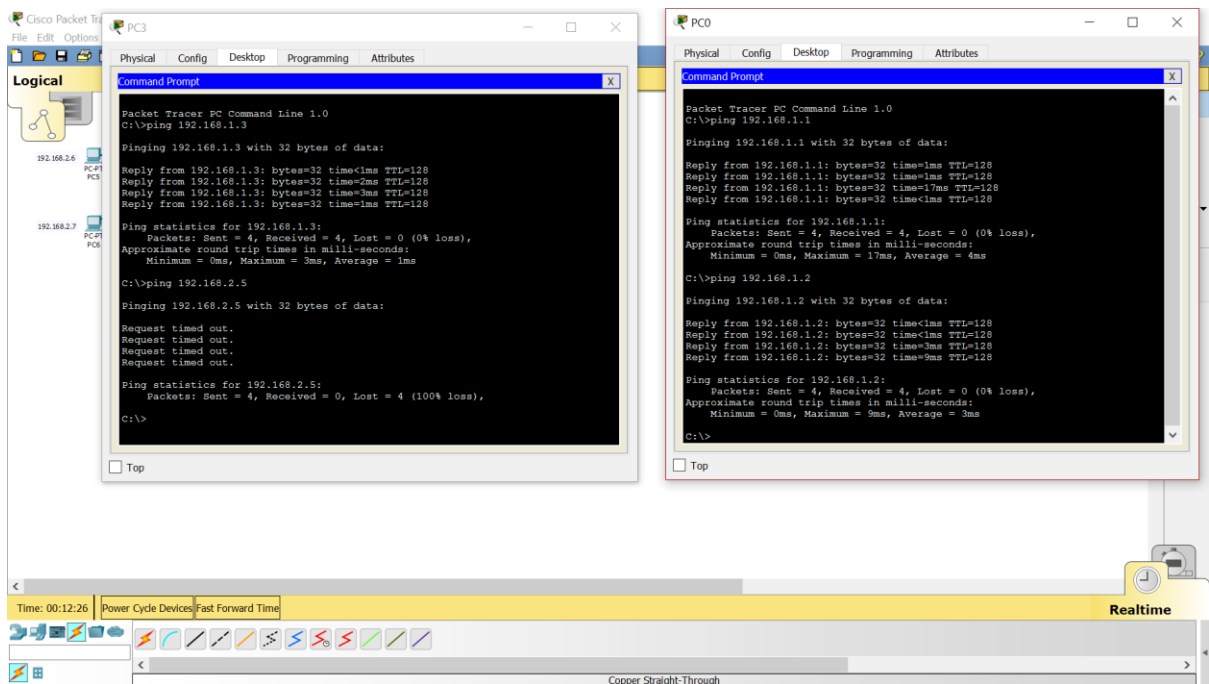 Cisco Packet Tra
File Edit Options
Logical
192.168.2.6
PC-PT
PC5
192.168.2.7
PC-PT
PC6
PC3
Physical Config Desktop Programming Attributes
Command Prompt X
Packet Tracer PC Command Line 1.0
C:\>ping 192.168.1.3
Pinging 192.168.1.3 with 32 bytes of data:
Reply from 192.168.1.3: bytes=32 time<1ms TTL=128
Reply from 192.168.1.3: bytes=32 time=2ms TTL=128
Reply from 192.168.1.3: bytes=32 time=3ms TTL=128
Reply from 192.168.1.3: bytes=32 time=1ms TTL=128
Ping statistics for 192.168.1.3:
Packets: Sent = 4, Received = 4, Lost = 0 (0% loss),
Approximate round trip times in milli-seconds:
Minimum = 0ms, Maximum = 3ms, Average = 1ms
C:\>ping 192.168.2.5
Pinging 192.168.2.5 with 32 bytes of data:
Request timed out.
Request timed out.
Request timed out.
Request timed out.
Ping statistics for 192.168.2.5:
Packets: Sent = 4, Received = 0, Lost = 4 (100% loss),
C:\>
Top
PC0
Physical Config Desktop Programming Attributes
Command Prompt X
Packet Tracer PC Command Line 1.0
C:\>ping 192.168.1.1
Pinging 192.168.1.1 with 32 bytes of data:
Reply from 192.168.1.1: bytes=32 time=1ms TTL=128
Reply from 192.168.1.1: bytes=32 time=1ms TTL=128
Reply from 192.168.1.1: bytes=32 time=17ms TTL=128
Reply from 192.168.1.1: bytes=32 time<1ms TTL=128
Ping statistics for 192.168.1.1:
Packets: Sent = 4, Received = 4, Lost = 0 (0% loss),
Approximate round trip times in milli-seconds:
Minimum = 0ms, Maximum = 17ms, Average = 4ms
C:\>ping 192.168.1.2
Pinging 192.168.1.2 with 32 bytes of data:
Reply from 192.168.1.2: bytes=32 time<1ms TTL=128
Reply from 192.168.1.2: bytes=32 time<1ms TTL=128
Reply from 192.168.1.2: bytes=32 time=3ms TTL=128
Reply from 192.168.1.2: bytes=32 time=9ms TTL=128
Ping statistics for 192.168.1.2:
Packets: Sent = 4, Received = 4, Lost = 0 (0% loss),
Approximate round trip times in milli-seconds:
Minimum = 0ms, Maximum = 9ms, Average = 3ms
C:\>
Top
Time: 00:12:26 Power Cycle Devices Fast Forward Time
Realtime
Copper Straight-Through